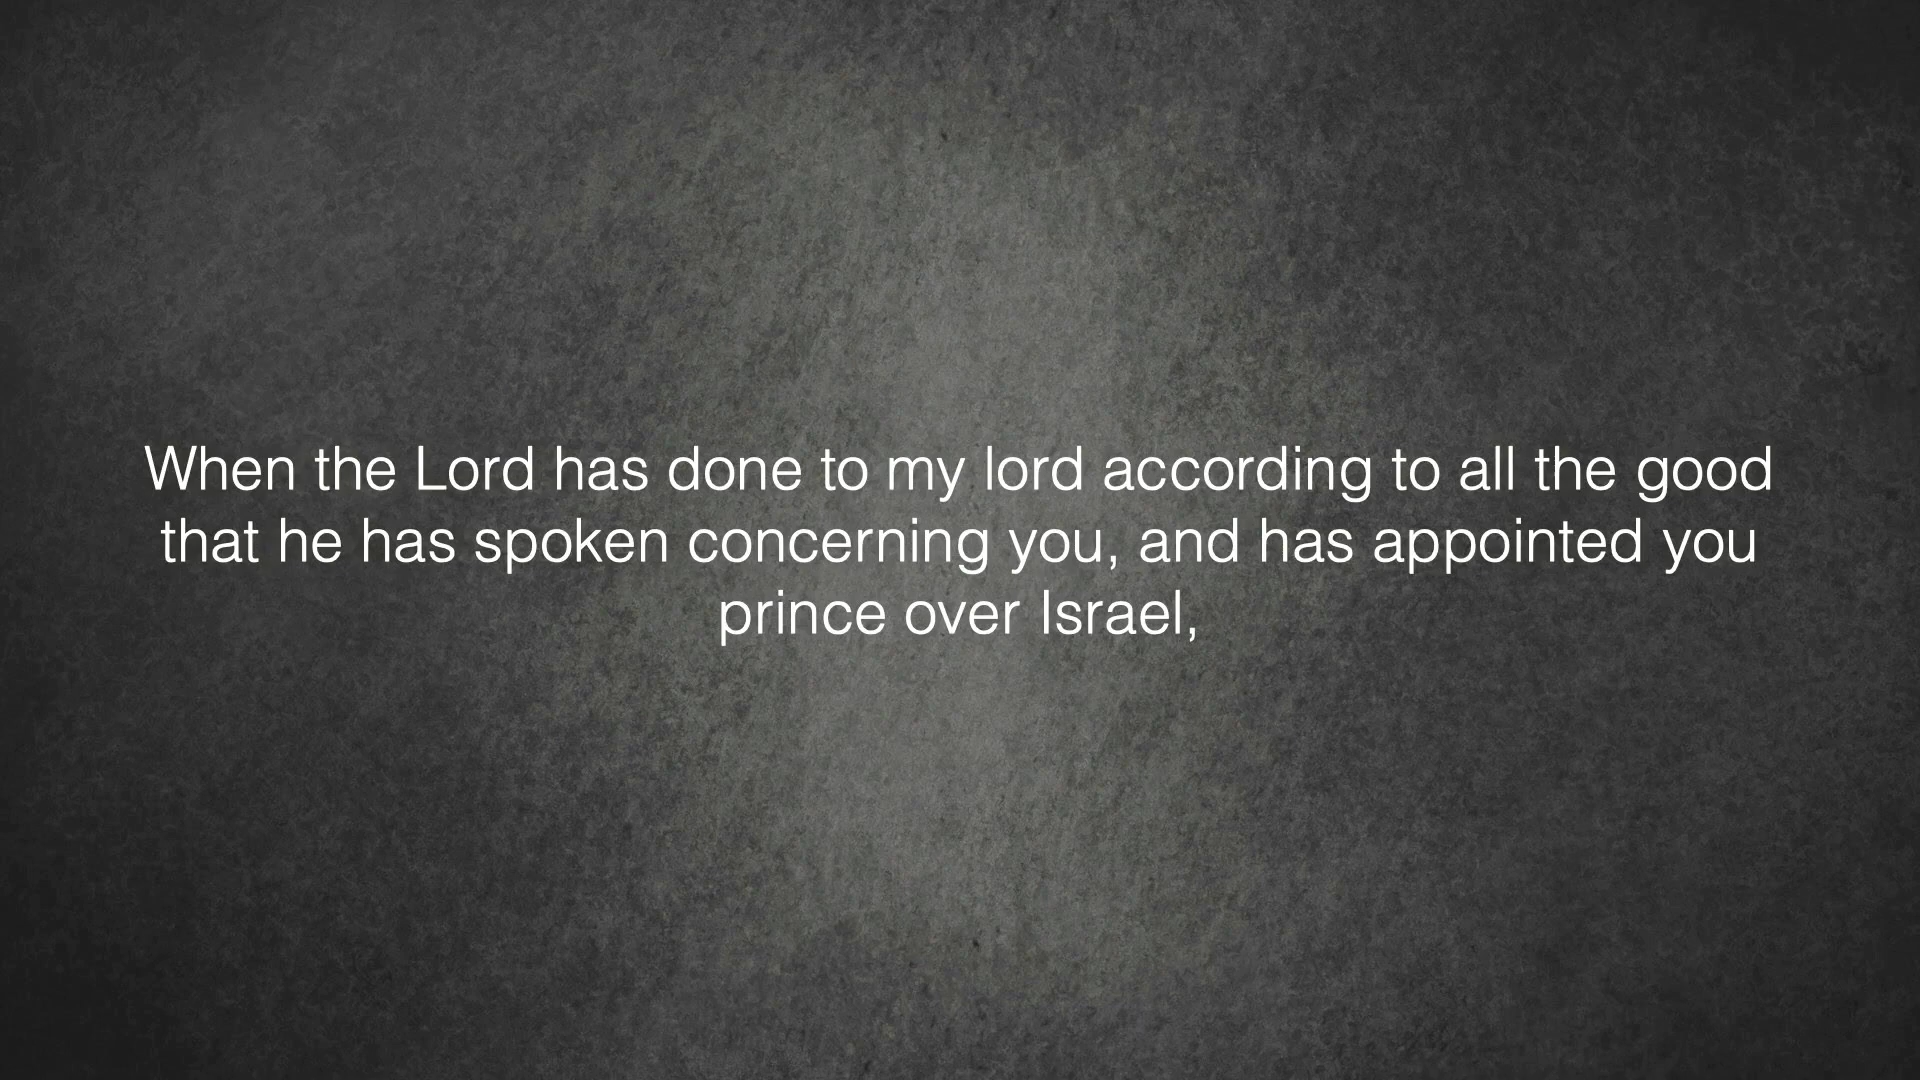 When the Lord has done to my lord according to all the good
that he has spoken concerning you, and has appointed you
prince over Israel,